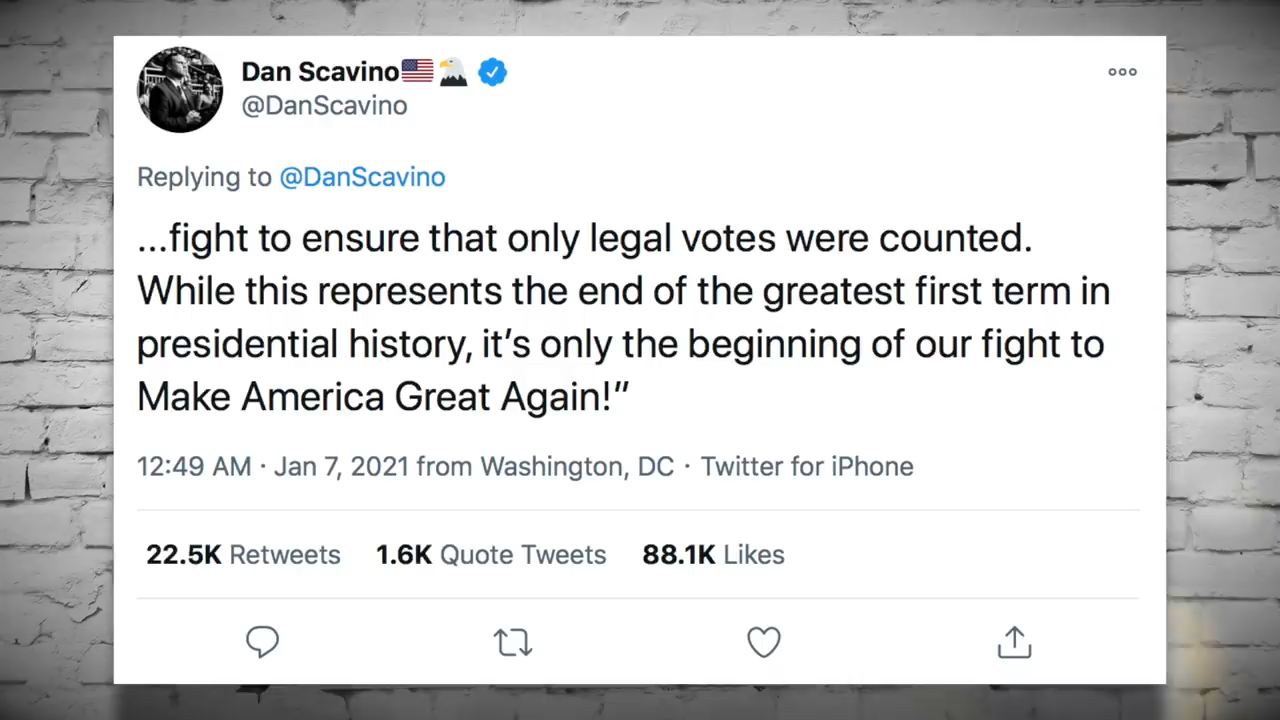 Dan Scavino🇺🇸🦅
@DanScavino
Replying to @DanScavino
...fight to ensure that only legal votes were counted.
While this represents the end of the greatest first term in
presidential history, it’s only the beginning of our fight to
Make America Great Again!”
12:49 AM · Jan 7, 2021 from Washington, DC · Twitter for iPhone
22.5K Retweets 1.6K Quote Tweets 88.1K Likes